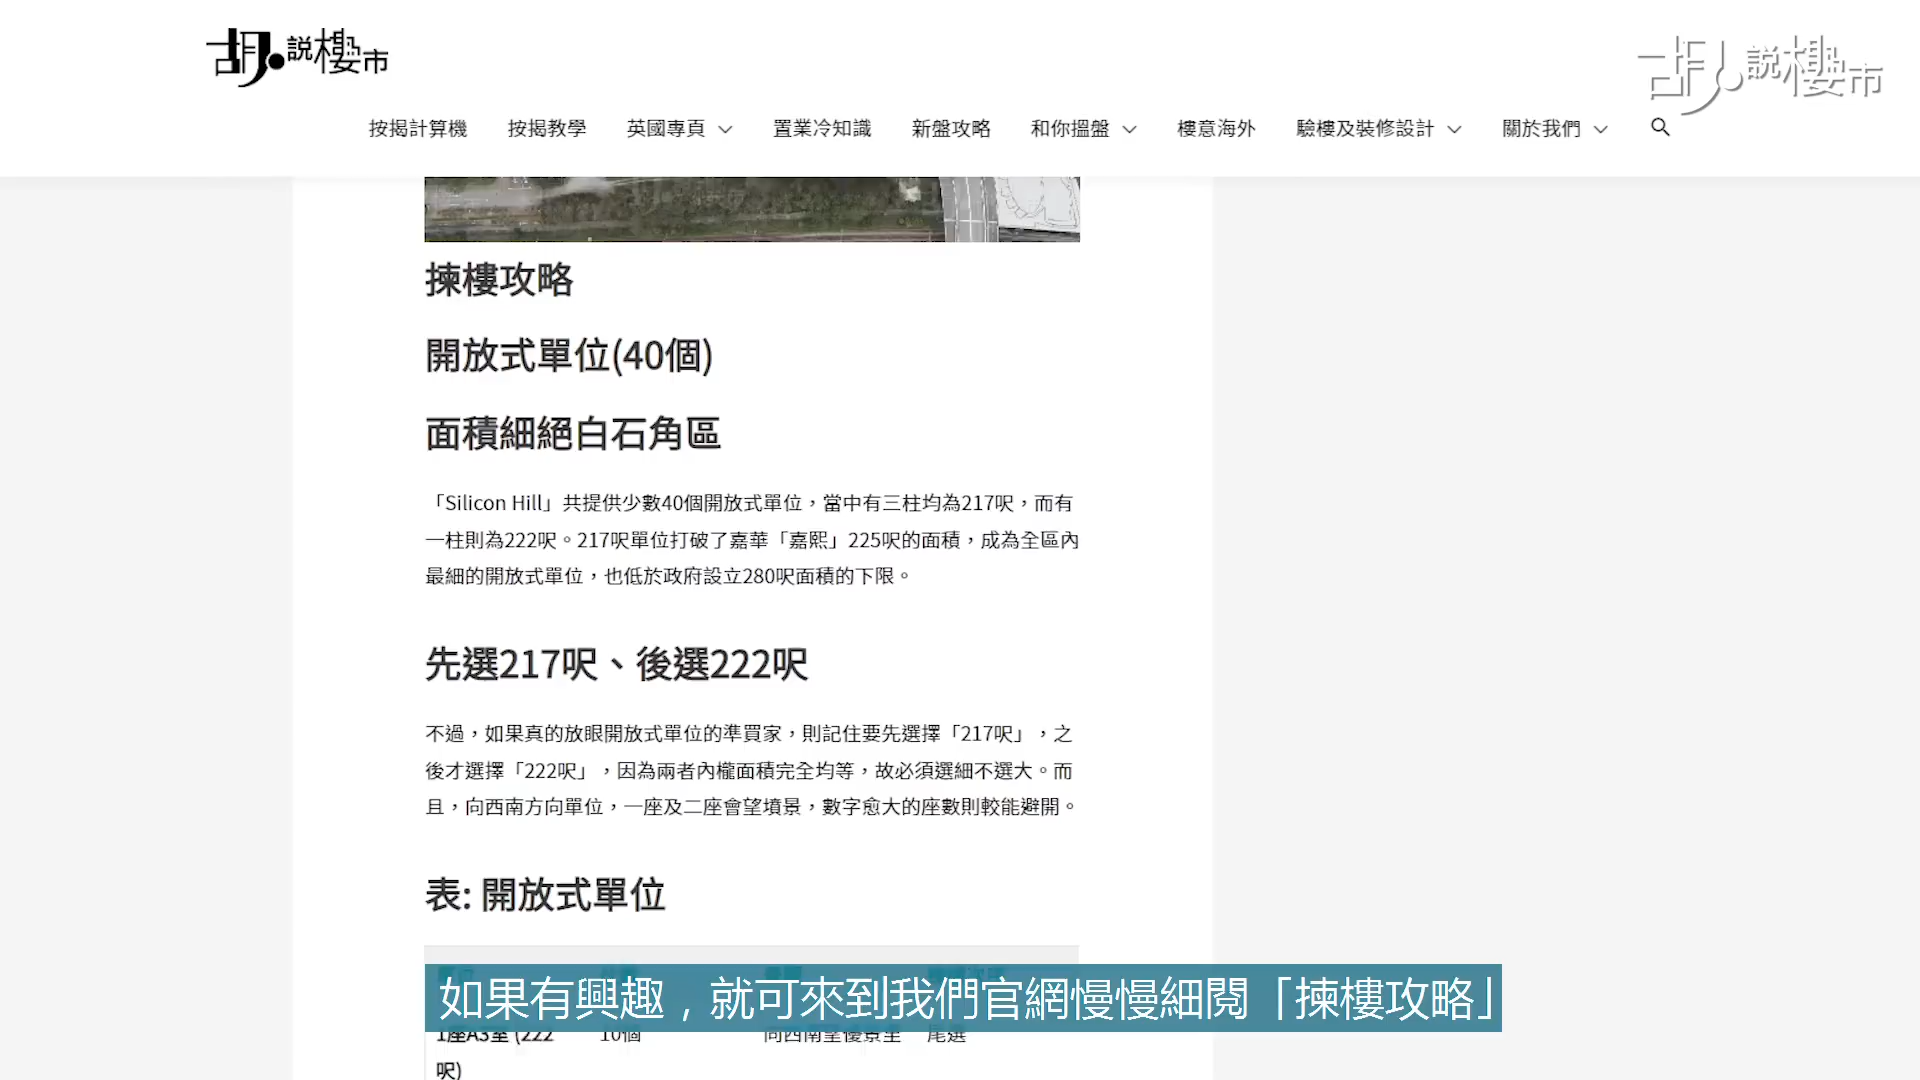 胡.說樓市
胡.說樓市
按揭計算機 按揭教學 英國專頁 置業冷知識 新盤攻略 和你搵盤 樓意海外 驗樓及裝修設計 關於我們
揀樓攻略
開放式單位(40個)
面積細絕白石角區
「Silicon Hill」共提供少數40個開放式單位，當中有三柱均為217呎，而有
一柱則為222呎。217呎單位打破了嘉華「嘉熙」225呎的面積，成為全區內
最細的開放式單位，也低於政府設立280呎面積的下限。
先選217呎、後選222呎
不過，如果真的放眼開放式單位的準買家，則記住要先選擇「217呎」，之
後才選擇「222呎」，因為兩者內櫳面積完全均等，故必須選細不選大。而
且，向西南方向單位，一座及二座會望墳景，數字愈大的座數則較能避開。
表: 開放式單位
如果有興趣，就可來到我們官網慢慢細閱「揀樓攻略」
1座A3室 (222 10個 向西南望優景里 尾選
呎)